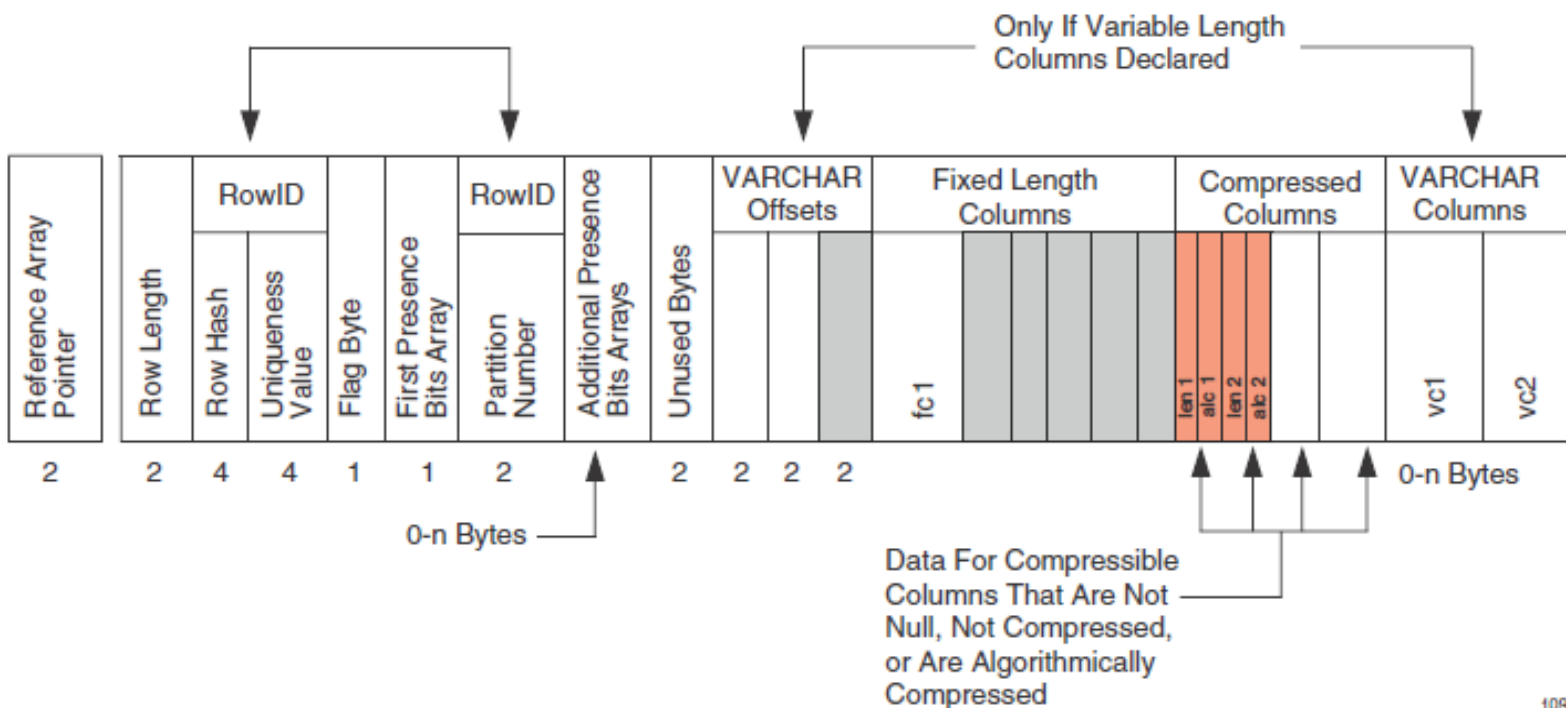 Only If Variable Length
Columns Declared
Reference Array
Pointer
Row Length
RowID
Row Hash
Uniqueness
Value
Flag Byte
First Presence
Bits Array
RowID
Partition
Number
Additional Presence
Bits Arrays
Unused Bytes
VARCHAR
Offsets
Fixed Length
Columns
fc1
Compressed
Columns
len 1
alc 1
len 2
alc 2
VARCHAR
Columns
vc1
vc2
2
2
4
4
1
1
2
2
2
2
2
0-n Bytes
0-n Bytes
Data For Compressible
Columns That Are Not
Null, Not Compressed,
or Are Algorithmically
Compressed